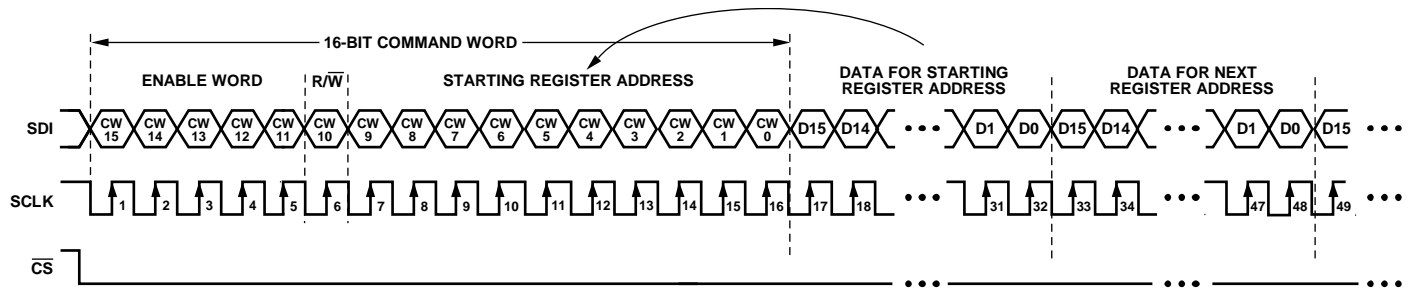 16-BIT COMMAND WORD
ENABLE WORD
R/W̅
STARTING REGISTER ADDRESS
DATA FOR STARTING
REGISTER ADDRESS
DATA FOR NEXT
REGISTER ADDRESS
SDI
CW 15
CW 14
CW 13
CW 12
CW 11
CW 10
CW 9
CW 8
CW 7
CW 6
CW 5
CW 4
CW 3
CW 2
CW 1
CW 0
D15 D14 ••• D1 D0 D15 D14 ••• D1 D0 D15 •••
SCLK 1 2 3 4 5 6 7 8 9 10 11 12 13 14 15 16 17 18 ••• 31 32 33 34 ••• 47 48 49 •••
C̅S̅ ••• ••• •••